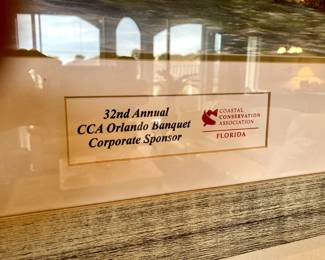 32nd Annual
CCA Orlando Banquet
Corporate Sponsor
COASTAL
CONSERVATION
ASSOCIATION
FLORIDA